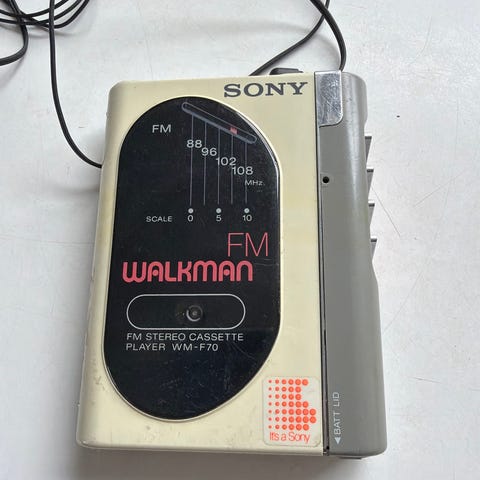 SONY
FM
88
96
102
108
MHz.
SCALE 0 5 10
FM
WALKMAN
FM STEREO CASSETTE
PLAYER WM-F70
It's a Sony
◄BATT LID